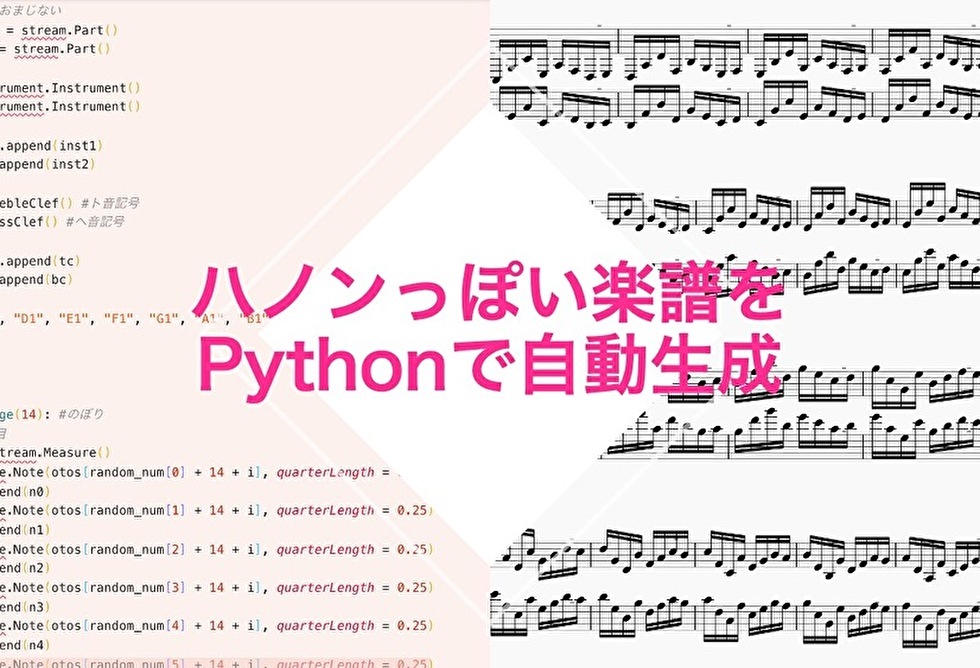 おまじない
= stream.Part()
= stream.Part()
rument.Instrument()
rument.Instrument()
.append(inst1)
append(inst2)
ebleClef() #ト音記号
ssClef() #ヘ音記号
.append(tc)
append(bc)
ハノンっぽい楽譜を
, "D1", "E1", "F1", "G1", "A1", "B1"
Pythonで自動生成
ge(14): #のぼり
目
tream.Measure()
e.Note(otos[random_num[0] + 14 + i], quarterLength =
end(n0)
e.Note(otos[random_num[1] + 14 + i], quarterLength = 0.25)
end(n1)
e.Note(otos[random_num[2] + 14 + i], quarterLength = 0.25)
end(n2)
e.Note(otos[random_num[3] + 14 + i], quarterLength = 0.25)
end(n3)
e.Note(otos[random_num[4] + 14 + i], quarterLength = 0.25)
end(n4)
e.Note(otos[random_num[5] + 14 + i], quarterLength = 0.25)